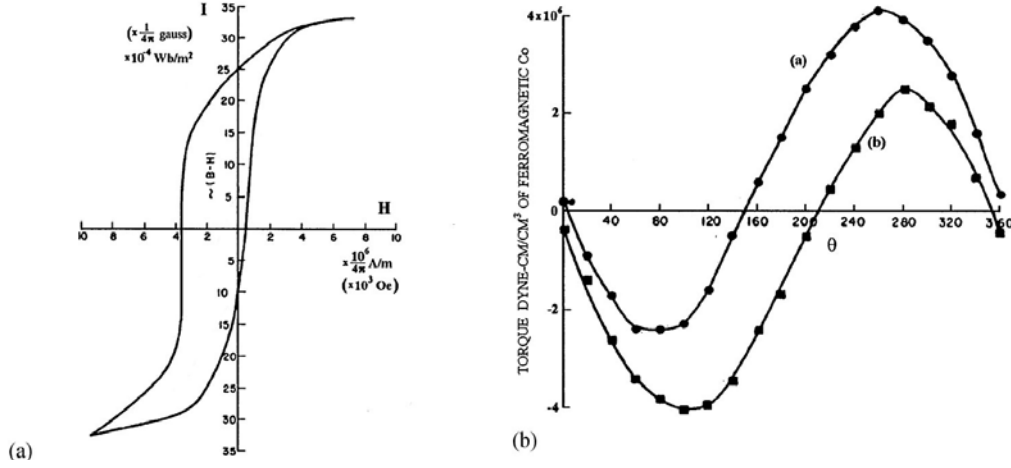 I
(× 1/4π gauss)
×10⁻⁴ Wb/m²
35
30
25
20
15
10
5
~(B-H)
H
10 8 6 4 2 0 2 4 6 8 10
× 10⁶/4π A/m
(×10³ Oe)
5
10
15
20
25
30
35
(a)
4×10⁶
2
0
-2
-4
TORQUE DYNE-CM/CM³ OF FERROMAGNETIC Co
(a)
(b)
40 80 120 160 200 240 280 320 360
θ
(b)